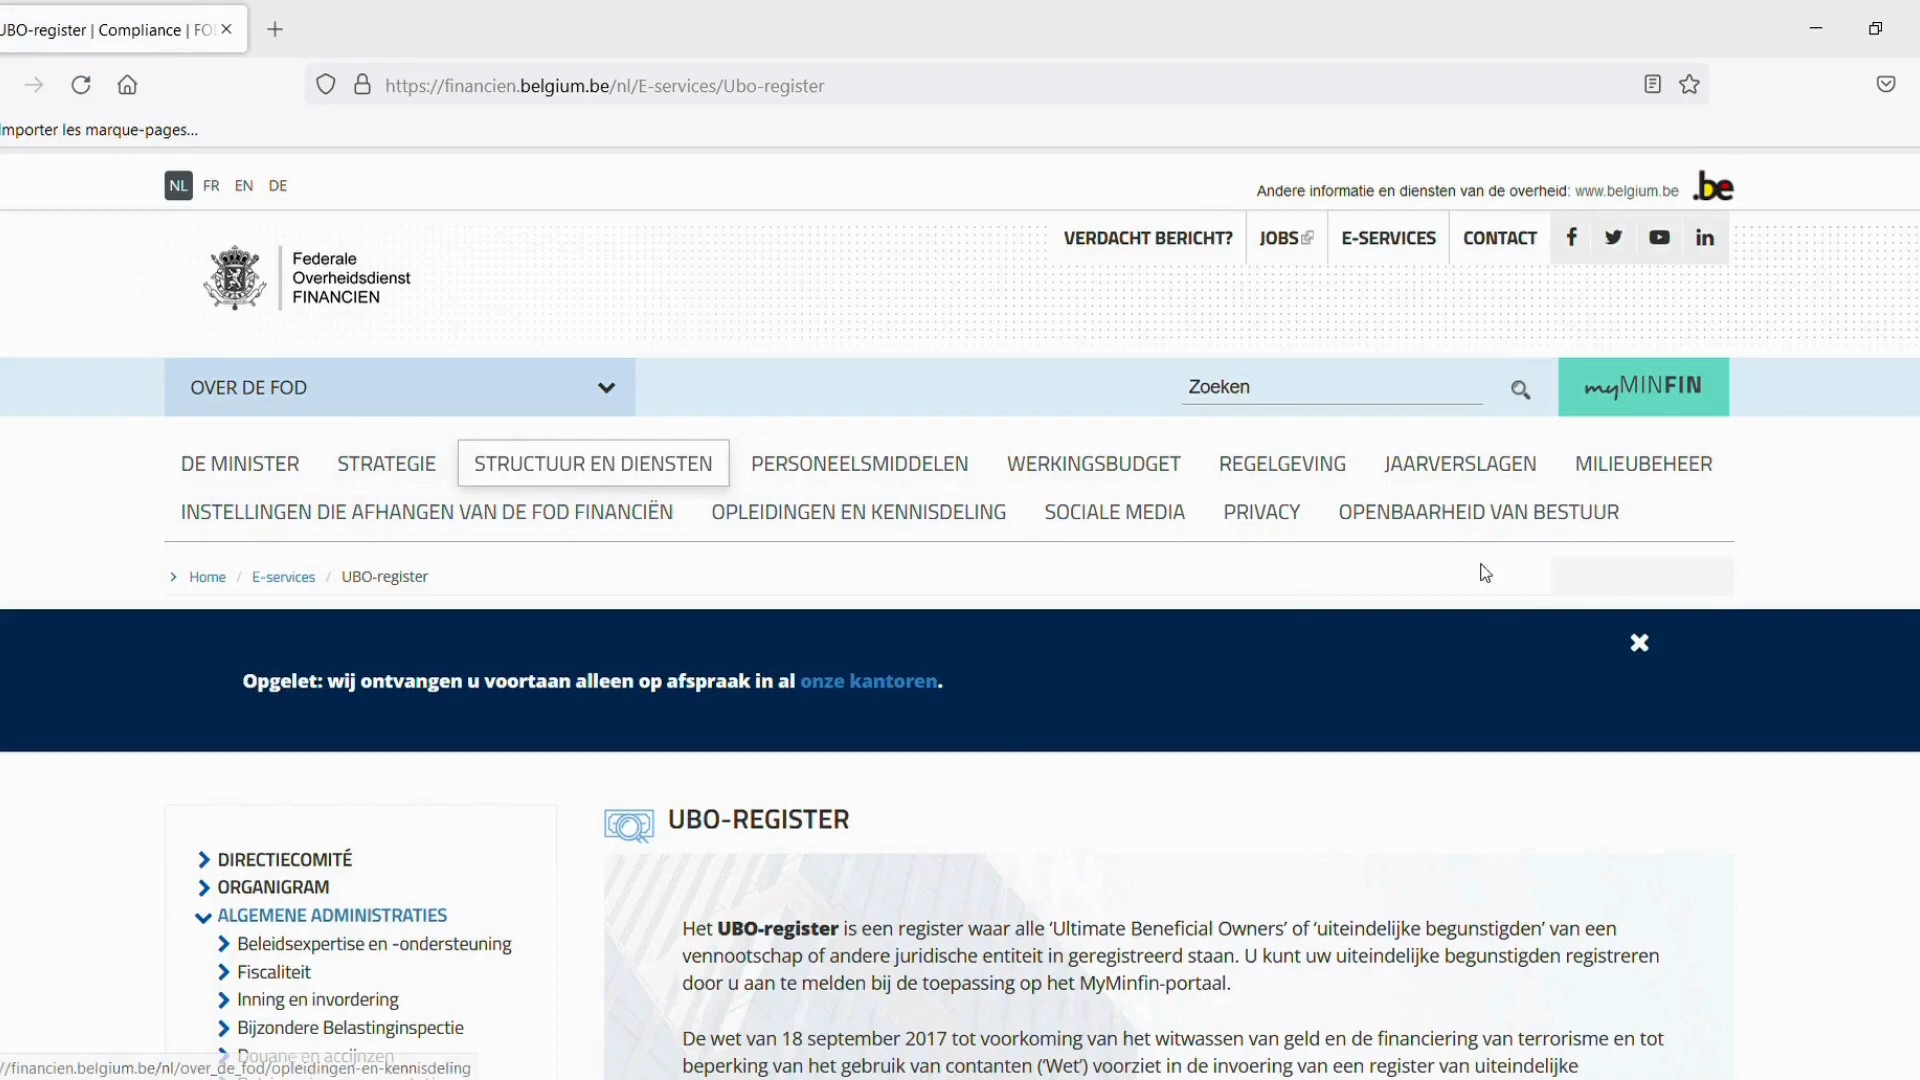 UBO-register | Compliance | FO
https://financien.belgium.be/nl/E-services/Ubo-register
Importer les marque-pages...
NL FR EN DE
Andere informatie en diensten van de overheid: www.belgium.be
.be
VERDACHT BERICHT? JOBS E-SERVICES CONTACT
Federale
Overheidsdienst
FINANCIEN
OVER DE FOD
Zoeken
myMINFIN
DE MINISTER STRATEGIE STRUCTUUR EN DIENSTEN PERSONEELSMIDDELEN WERKINGSBUDGET REGELGEVING JAARVERSLAGEN MILIEUBEHEER
INSTELLINGEN DIE AFHANGEN VAN DE FOD FINANCIËN OPLEIDINGEN EN KENNISDELING SOCIALE MEDIA PRIVACY OPENBAARHEID VAN BESTUUR
Home / E-services / UBO-register
Opgelet: wij ontvangen u voortaan alleen op afspraak in al onze kantoren.
DIRECTIECOMITÉ
ORGANIGRAM
ALGEMENE ADMINISTRATIES
Beleidsexpertise en -ondersteuning
Fiscaliteit
Inning en invordering
Bijzondere Belastinginspectie
Douane en accijnzen
//financien.belgium.be/nl/over_de_fod/opleidingen-en-kennisdeling
UBO-REGISTER
Het UBO-register is een register waar alle ‘Ultimate Beneficial Owners’ of ‘uiteindelijke begunstigden’ van een
vennootschap of andere juridische entiteit in geregistreerd staan. U kunt uw uiteindelijke begunstigden registreren
door u aan te melden bij de toepassing op het MyMinfin-portaal.
De wet van 18 september 2017 tot voorkoming van het witwassen van geld en de financiering van terrorisme en tot
beperking van het gebruik van contanten (‘Wet’) voorziet in de invoering van een register van uiteindelijke